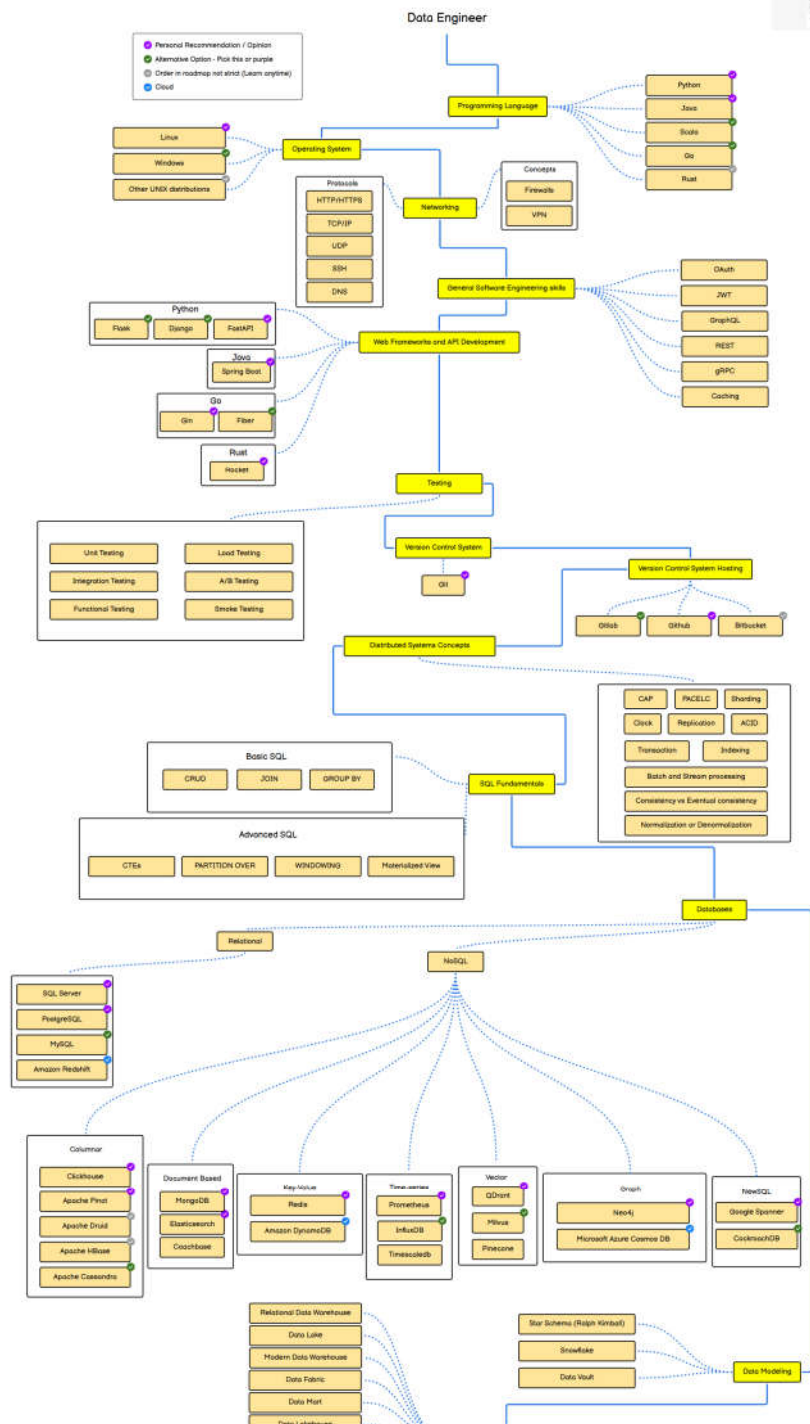 Data Engineer
Personal Recommendation / Opinion
Alternative Option - Pick this or purple
Order in roadmap not strict (Learn anytime)
Cloud
Programming Language
Python
Java
Scala
Go
Rust
Operating System
Linux
Windows
Other UNIX distributions
Networking
Protocols
HTTP/HTTPS
TCP/IP
UDP
SSH
DNS
Concepts
Firewalls
VPN
General Software Engineering skills
OAuth
JWT
GraphQL
REST
gRPC
Caching
Web Frameworks and API Development
Python
Flask
Django
FastAPI
Java
Spring Boot
Go
Gin
Fiber
Rust
Rocket
Testing
Unit Testing
Load Testing
Integration Testing
A/B Testing
Functional Testing
Smoke Testing
Version Control System
Git
Version Control System Hosting
Gitlab
Github
Bitbucket
Distributed Systems Concepts
CAP
PACELC
Sharding
Clock
Replication
ACID
Transaction
Indexing
Batch and Stream processing
Consistency vs Eventual consistency
Normalization or Denormalization
SQL Fundamentals
Basic SQL
CRUD
JOIN
GROUP BY
Advanced SQL
CTEs
PARTITION OVER
WINDOWING
Materialized View
Databases
Relational
SQL Server
PostgreSQL
MySQL
Amazon Redshift
NoSQL
Columnar
Clickhouse
Apache Pinot
Apache Druid
Apache HBase
Apache Cassandra
Document Based
MongoDB
Elasticsearch
Coachbase
Key-Value
Redis
Amazon DynamoDB
Time-series
Prometheus
InfluxDB
Timescaledb
Vector
QDrant
Milvus
Pinecone
Graph
Neo4j
Microsoft Azure Cosmos DB
NewSQL
Google Spanner
CockroachDB
Relational Data Warehouse
Data Lake
Modern Data Warehouse
Data Fabric
Data Mart
Data Lakehouse
Star Schema (Ralph Kimball)
Snowflake
Data Vault
Data Modeling